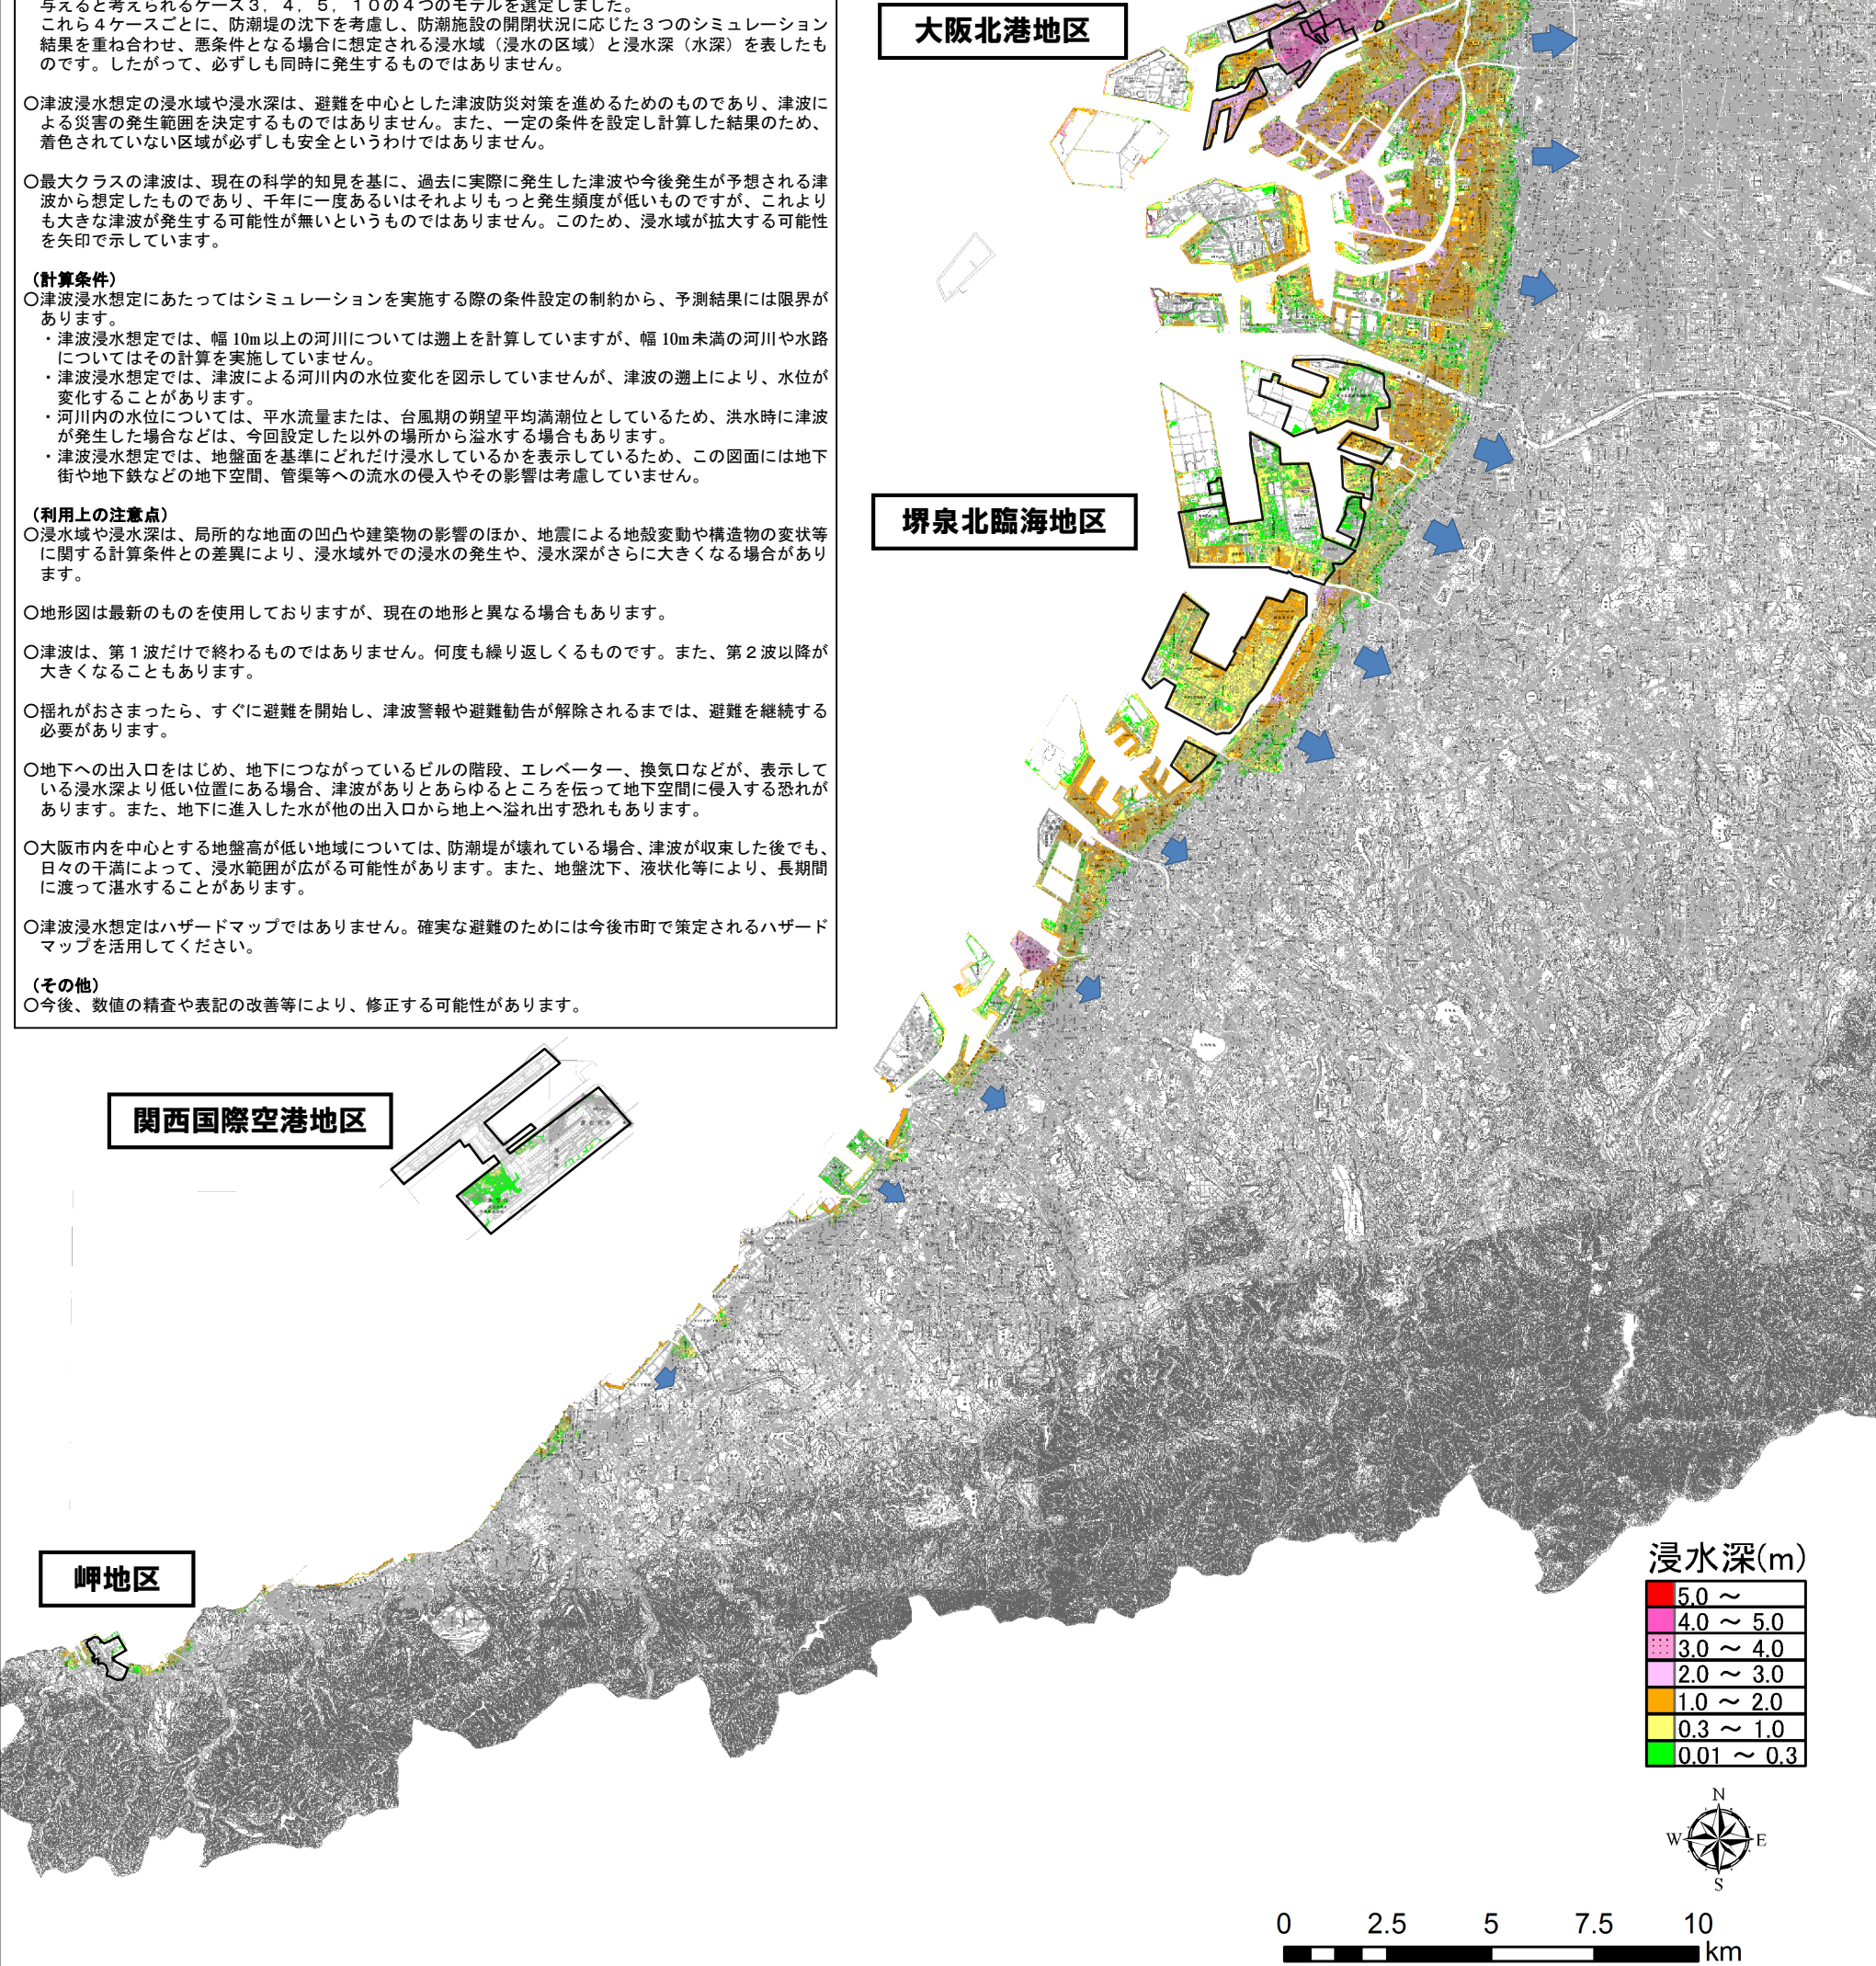 与えると考えられるケース３，４，５，１０の４つのモデルを選定しました。
これら４ケースごとに、防潮堤の沈下を考慮し、防潮施設の開閉状況に応じた３つのシミュレーション
結果を重ね合わせ、悪条件となる場合に想定される浸水域（浸水の区域）と浸水深（水深）を表したも
のです。したがって、必ずしも同時に発生するものではありません。
○津波浸水想定の浸水域や浸水深は、避難を中心とした津波防災対策を進めるためのものであり、津波に
よる災害の発生範囲を決定するものではありません。また、一定の条件を設定し計算した結果のため、
着色されていない区域が必ずしも安全というわけではありません。
○最大クラスの津波は、現在の科学的知見を基に、過去に実際に発生した津波や今後発生が予想される津
波から想定したものであり、千年に一度あるいはそれよりもっと発生頻度が低いものですが、これより
も大きな津波が発生する可能性が無いというものではありません。このため、浸水域が拡大する可能性
を矢印で示しています。
（計算条件）
○津波浸水想定にあたってはシミュレーションを実施する際の条件設定の制約から、予測結果には限界が
あります。
・津波浸水想定では、幅 10m以上の河川については遡上を計算していますが、幅 10m未満の河川や水路
についてはその計算を実施していません。
・津波浸水想定では、津波による河川内の水位変化を図示していませんが、津波の遡上により、水位が
変化することがあります。
・河川内の水位については、平水流量または、台風期の朔望平均満潮位としているため、洪水時に津波
が発生した場合などは、今回設定した以外の場所から溢水する場合もあります。
・津波浸水想定では、地盤面を基準にどれだけ浸水しているかを表示しているため、この図面には地下
街や地下鉄などの地下空間、管渠等への流水の侵入やその影響は考慮していません。
（利用上の注意点）
○浸水域や浸水深は、局所的な地面の凹凸や建築物の影響のほか、地震による地殻変動や構造物の変状等
に関する計算条件との差異により、浸水域外での浸水の発生や、浸水深がさらに大きくなる場合があり
ます。
○地形図は最新のものを使用しておりますが、現在の地形と異なる場合もあります。
○津波は、第１波だけで終わるものではありません。何度も繰り返しくるものです。また、第２波以降が
大きくなることもあります。
○揺れがおさまったら、すぐに避難を開始し、津波警報や避難勧告が解除されるまでは、避難を継続する
必要があります。
○地下への出入口をはじめ、地下につながっているビルの階段、エレベーター、換気口などが、表示して
いる浸水深より低い位置にある場合、津波がありとあらゆるところを伝って地下空間に侵入する恐れが
あります。また、地下に進入した水が他の出入口から地上へ溢れ出す恐れもあります。
○大阪市内を中心とする地盤高が低い地域については、防潮堤が壊れている場合、津波が収束した後でも、
日々の干満によって、浸水範囲が広がる可能性があります。また、地盤沈下、液状化等により、長期間
に渡って湛水することがあります。
○津波浸水想定はハザードマップではありません。確実な避難のためには今後市町で策定されるハザード
マップを活用してください。
（その他）
○今後、数値の精査や表記の改善等により、修正する可能性があります。
大阪北港地区
堺泉北臨海地区
関西国際空港地区
岬地区
浸水深(m)
5.0 ～
4.0 ～ 5.0
3.0 ～ 4.0
2.0 ～ 3.0
1.0 ～ 2.0
0.3 ～ 1.0
0.01 ～ 0.3
N
W E
S
0 2.5 5 7.5 10
km